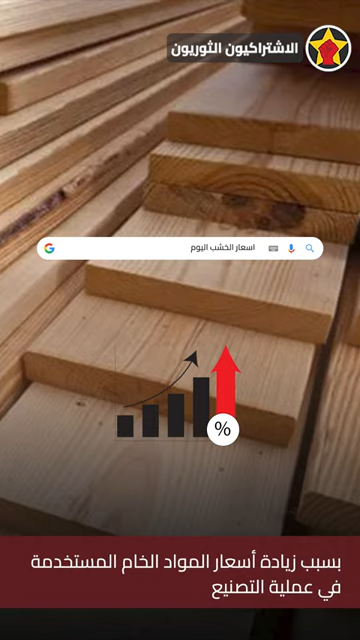 الاشتراكيون الثوريون
اسعار الخشب اليوم
%
بسبب زيادة أسعار المواد الخام المستخدمة
في عملية التصنيع